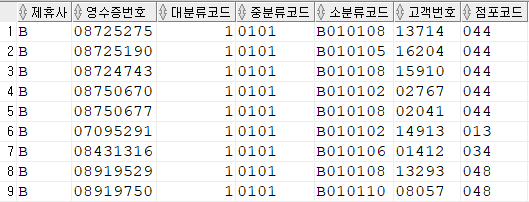 제휴사 영수증번호 대분류코드 중분류코드 소분류코드 고객번호 점포코드
1 B 08725275 1 0101 B010108 13714 044
2 B 08725190 1 0101 B010105 16204 044
3 B 08724743 1 0101 B010108 15910 044
4 B 08750670 1 0101 B010102 02767 044
5 B 08750677 1 0101 B010108 02041 044
6 B 07095291 1 0101 B010102 14913 013
7 B 08431316 1 0101 B010106 01412 034
8 B 08919529 1 0101 B010108 13293 048
9 B 08919750 1 0101 B010110 08057 048